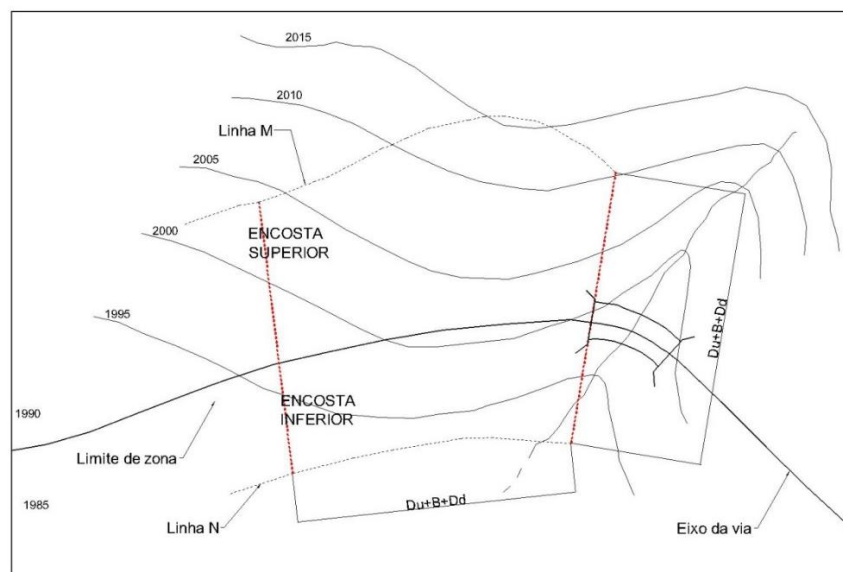 2015
2010
Linha M
2005
ENCOSTA
SUPERIOR
2000
Du+B+Dd
1995
ENCOSTA
INFERIOR
1990
Limite de zona
1985
Du+B+Dd
Linha N
Eixo da via